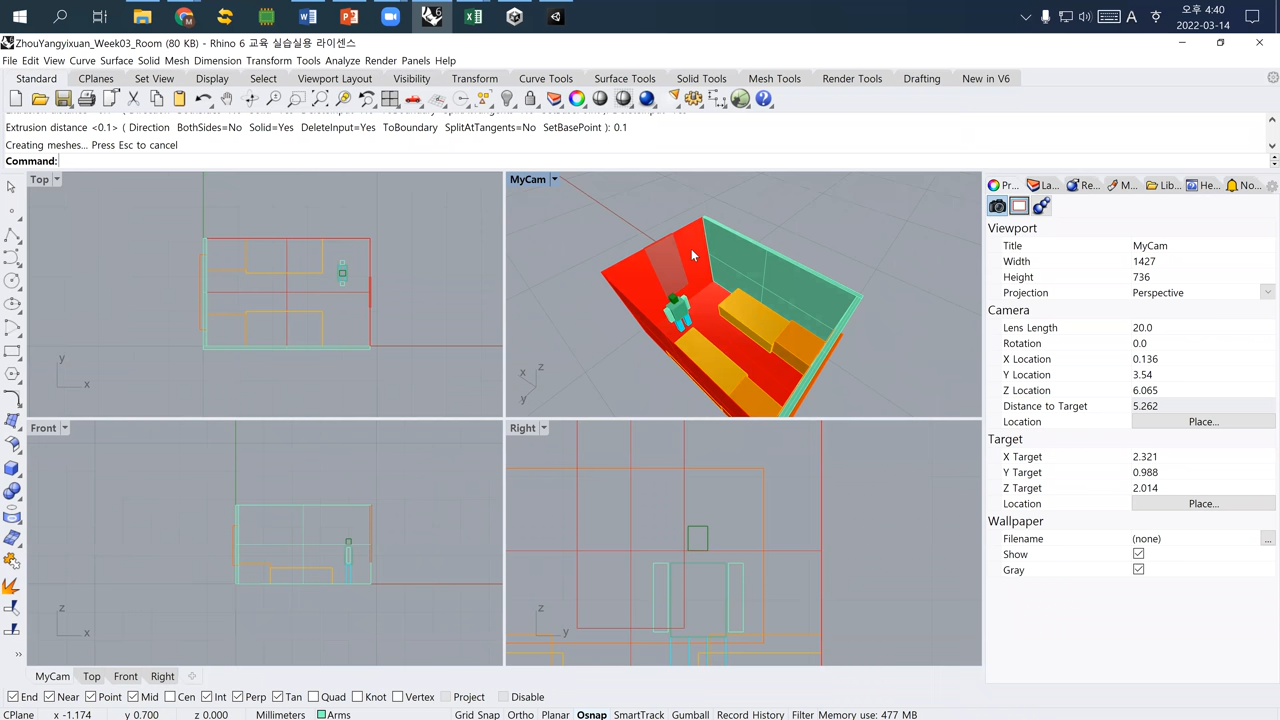 오후 4:40
2022-03-14
ZhouYangyixuan_Week03_Room (80 KB) - Rhino 6 교육 실습실용 라이센스
File Edit View Curve Surface Solid Mesh Dimension Transform Tools Analyze Render Panels Help
Standard CPlanes Set View Display Select Viewport Layout Visibility Transform Curve Tools Surface Tools Solid Tools Mesh Tools Render Tools Drafting New in V6
Extrusion distance <0.1> ( Direction BothSides=No Solid=Yes DeleteInput=Yes ToBoundary SplitAtTangents=No SetBasePoint ): 0.1
Creating meshes... Press Esc to cancel
Command:
Top
MyCam
Pr... La... Re... M... Lib... He... No...
Viewport
Title MyCam
Width 1427
Height 736
Projection Perspective
Camera
Lens Length 20.0
Rotation 0.0
X Location 0.136
Y Location 3.54
Z Location 6.065
Distance to Target 5.262
Location Place...
Target
X Target 2.321
Y Target 0.988
Z Target 2.014
Location Place...
Wallpaper
Filename (none) ...
Show
Gray
y
x
z
x
y
Front
Right
z
x
z
y
MyCam Top Front Right
End Near Point Mid Cen Int Perp Tan Quad Knot Vertex Project Disable
CPlane x -1.174 y 0.700 z 0.000 Millimeters Arms Grid Snap Ortho Planar Osnap SmartTrack Gumball Record History Filter Memory use: 477 MB